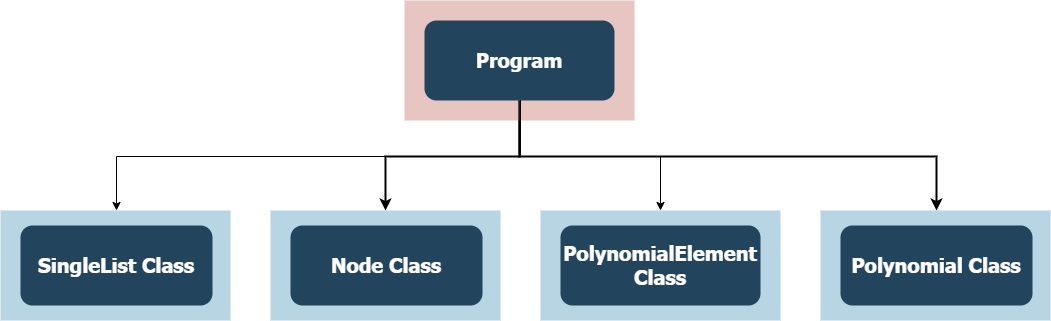 Program
SingleList Class
Node Class
PolynomialElement
Class
Polynomial Class